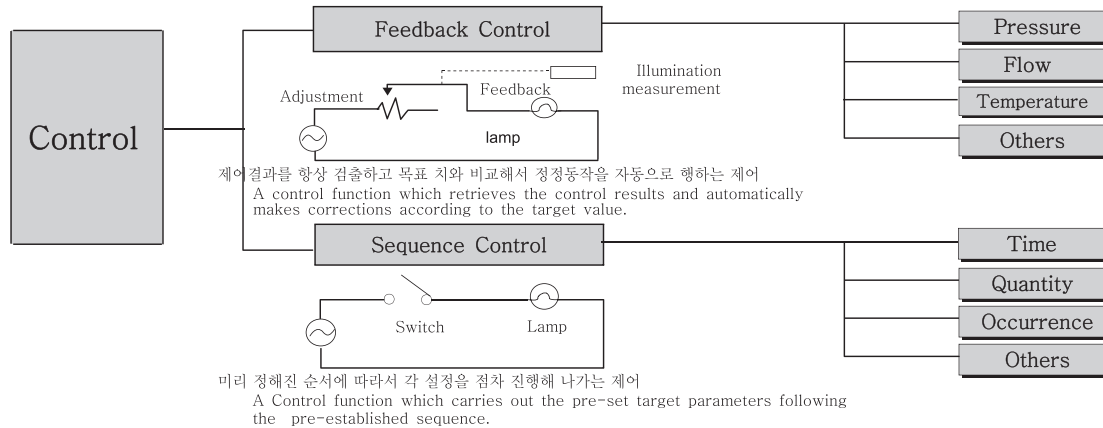 Control
Feedback Control
Pressure
Flow
Temperature
Others
Adjustment
Feedback
Illumination
measurement
lamp
제어결과를 항상 검출하고 목표 치와 비교해서 정정동작을 자동으로 행하는 제어
A control function which retrieves the control results and automatically
makes corrections according to the target value.
Sequence Control
Time
Quantity
Occurrence
Others
Switch
Lamp
미리 정해진 순서에 따라서 각 설정을 점차 진행해 나가는 제어
A Control function which carries out the pre-set target parameters following
the pre-established sequence.